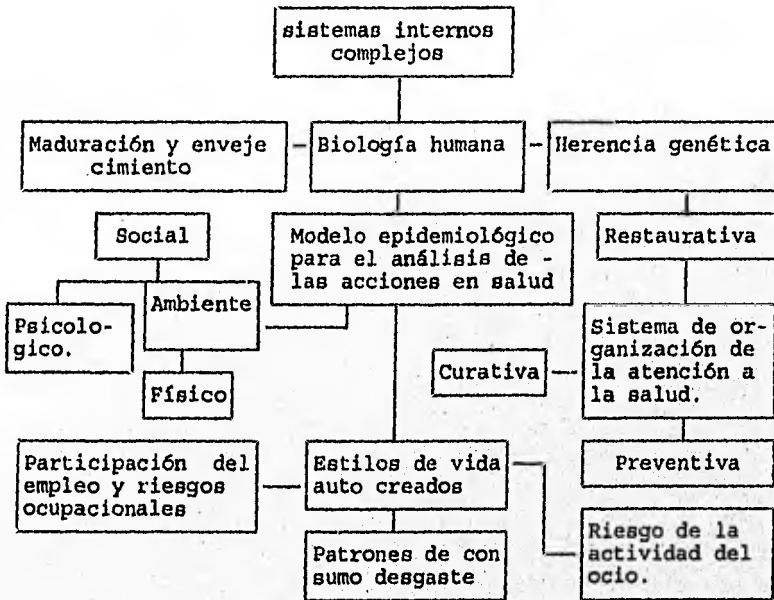 sistemas internos
complejos
Maduración y enveje
cimiento
Biología humana
Herencia genética
Social
Modelo epidemiológico
para el análisis de -
las acciones en salud
Restaurativa
Ambiente
Psicolo-
gico.
Físico
Curativa
Sistema de or-
ganización de
la atención a
la salud.
Participación del
empleo y riesgos
ocupacionales
Estilos de vida
auto creados
Preventiva
Patrones de con
sumo desgaste
Riesgo de la
actividad del
ocio.